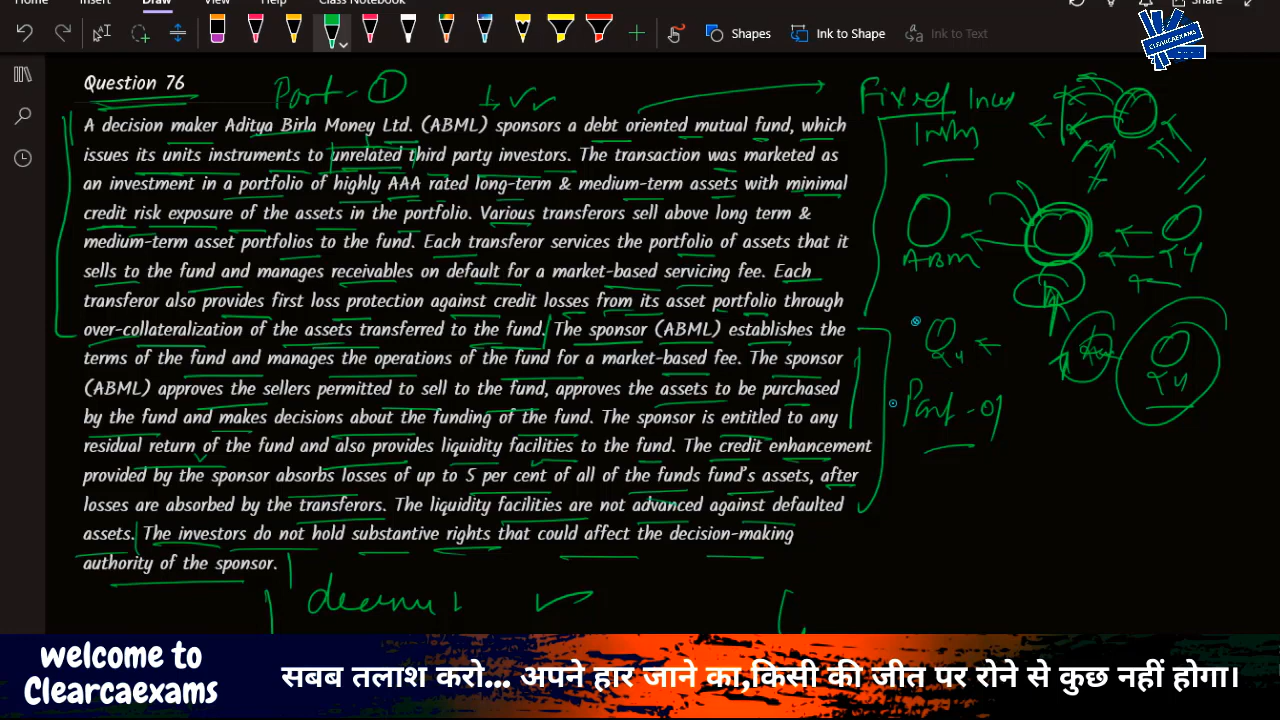 Home Insert Draw View Help Class Notebook Share
Shapes Ink to Shape Ink to Text
CLEARCAEXAMS
Question 76
Part - 1
Fixed
A decision maker Aditya Birla Money Ltd. (ABML) sponsors a debt oriented mutual fund, which
issues its units instruments to unrelated third party investors. The transaction was marketed as
an investment in a portfolio of highly AAA rated long-term & medium-term assets with minimal
credit risk exposure of the assets in the portfolio. Various transferors sell above long term &
medium-term asset portfolios to the fund. Each transferor services the portfolio of assets that it
sells to the fund and manages receivables on default for a market-based servicing fee. Each
transferor also provides first loss protection against credit losses from its asset portfolio through
over-collateralization of the assets transferred to the fund. The sponsor (ABML) establishes the
terms of the fund and manages the operations of the fund for a market-based fee. The sponsor
(ABML) approves the sellers permitted to sell to the fund, approves the assets to be purchased
by the fund and makes decisions about the funding of the fund. The sponsor is entitled to any
residual return of the fund and also provides liquidity facilities to the fund. The credit enhancement
provided by the sponsor absorbs losses of up to 5 per cent of all of the funds fund's assets, after
losses are absorbed by the transferors. The liquidity facilities are not advanced against defaulted
assets. The investors do not hold substantive rights that could affect the decision-making
authority of the sponsor.
ABM
Part - 01
welcome to
Clearcaexams
सबब तलाश करो... अपने हार जाने का,किसी की जीत पर रोने से कुछ नहीं होगा।